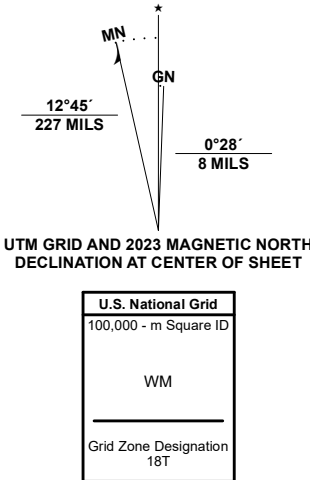 MN
GN
12°45´
227 MILS
0°28´
8 MILS
UTM GRID AND 2023 MAGNETIC NORTH
DECLINATION AT CENTER OF SHEET
U.S. National Grid
100,000 - m Square ID
WM
Grid Zone Designation
18T